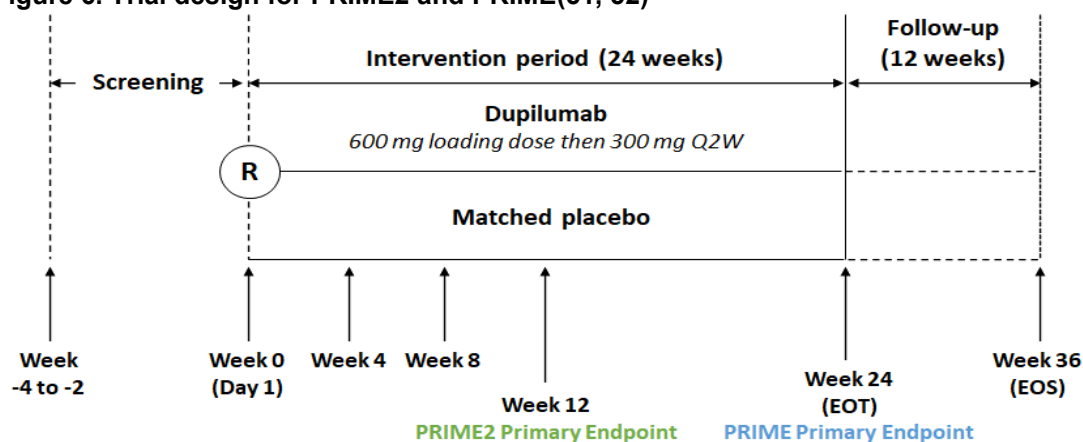 Follow-up
Intervention period (24 weeks)
(12 weeks)
Screening
Dupilumab
600 mg loading dose then 300 mg Q2W
R
Matched placebo
Week
-4 to -2
Week 0
(Day 1)
Week 4
Week 8
Week 12
PRIME2 Primary Endpoint
Week 24
(EOT)
PRIME Primary Endpoint
Week 36
(EOS)